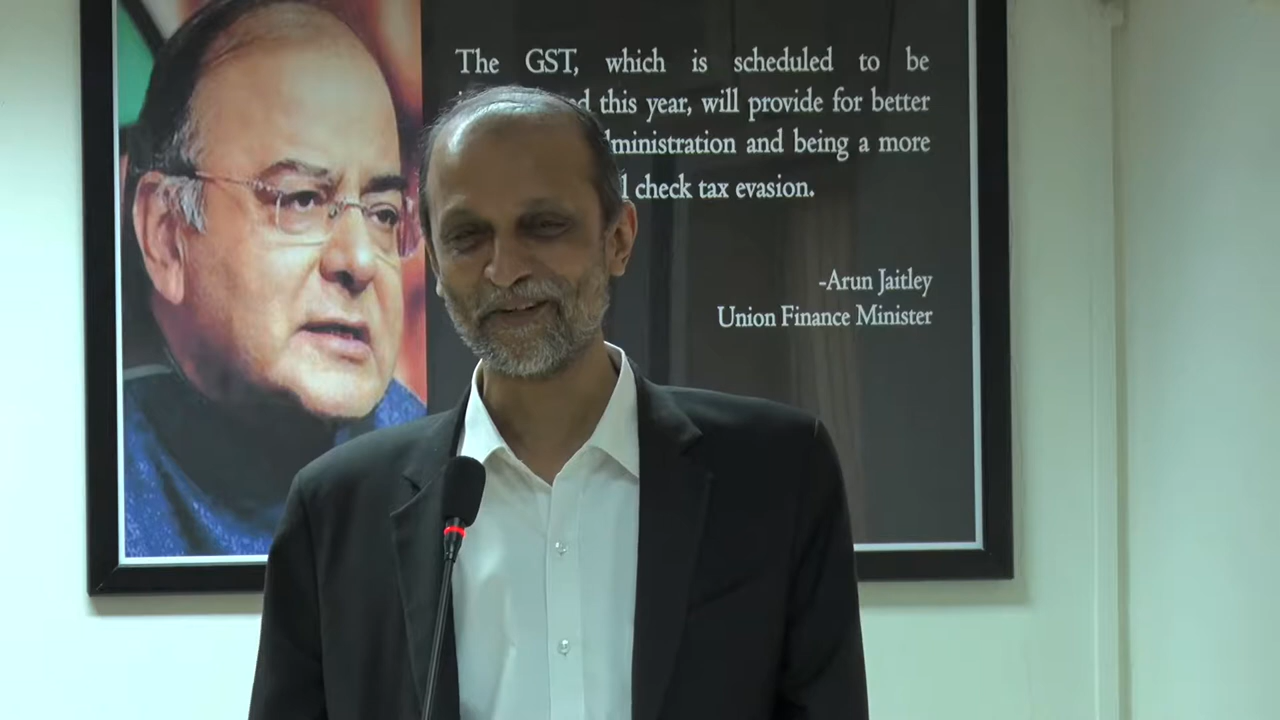 The GST, which is scheduled to be
this year, will provide for better
and being a more
check tax evasion.
-Arun Jaitley
Union Finance Minister